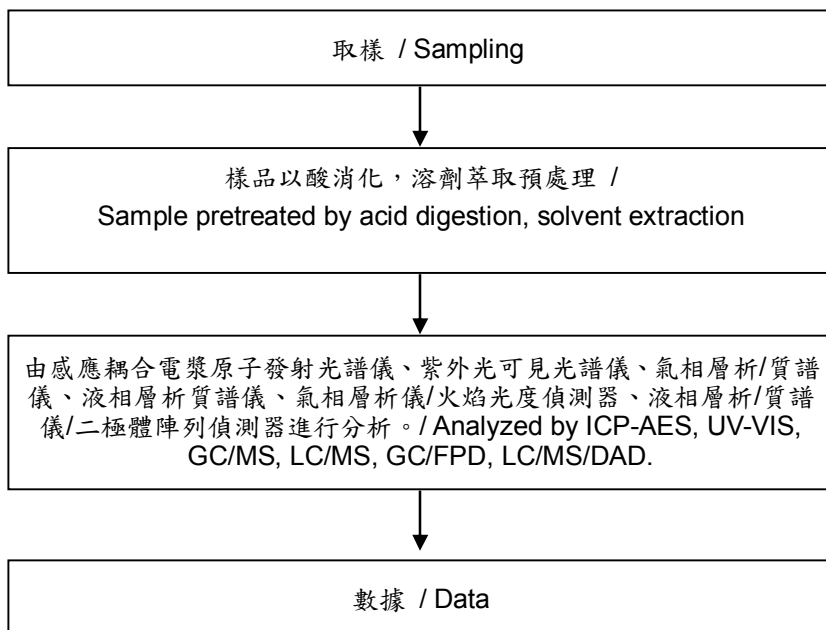 取樣 / Sampling
樣品以酸消化，溶劑萃取預處理 /
Sample pretreated by acid digestion, solvent extraction
由感應耦合電漿原子發射光譜儀、紫外光可見光譜儀、氣相層析/質譜
儀、液相層析質譜儀、氣相層析儀/火焰光度偵測器、液相層析/質譜
儀/二極體陣列偵測器進行分析。/ Analyzed by ICP-AES, UV-VIS,
GC/MS, LC/MS, GC/FPD, LC/MS/DAD.
數據 / Data